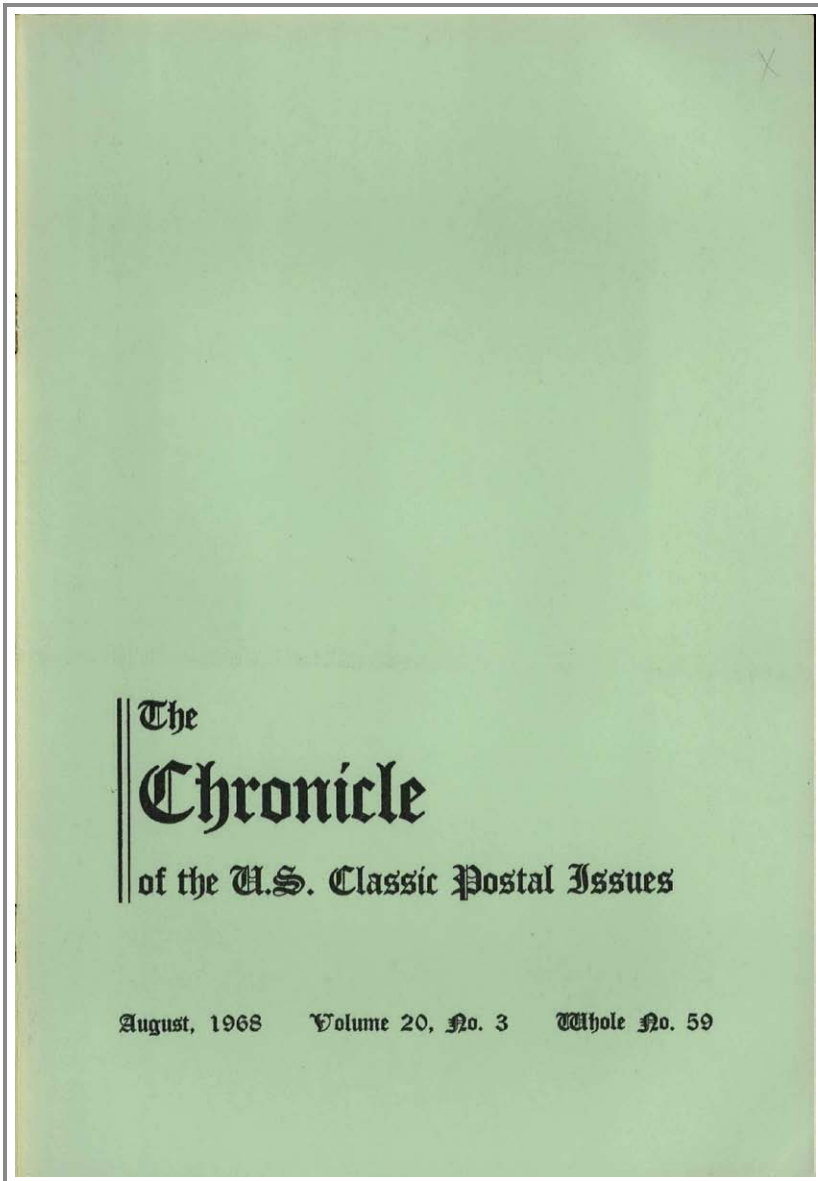 The
Chronicle
of the U.S. Classic Postal Issues
August, 1968 Volume 20, No. 3 Whole No. 59